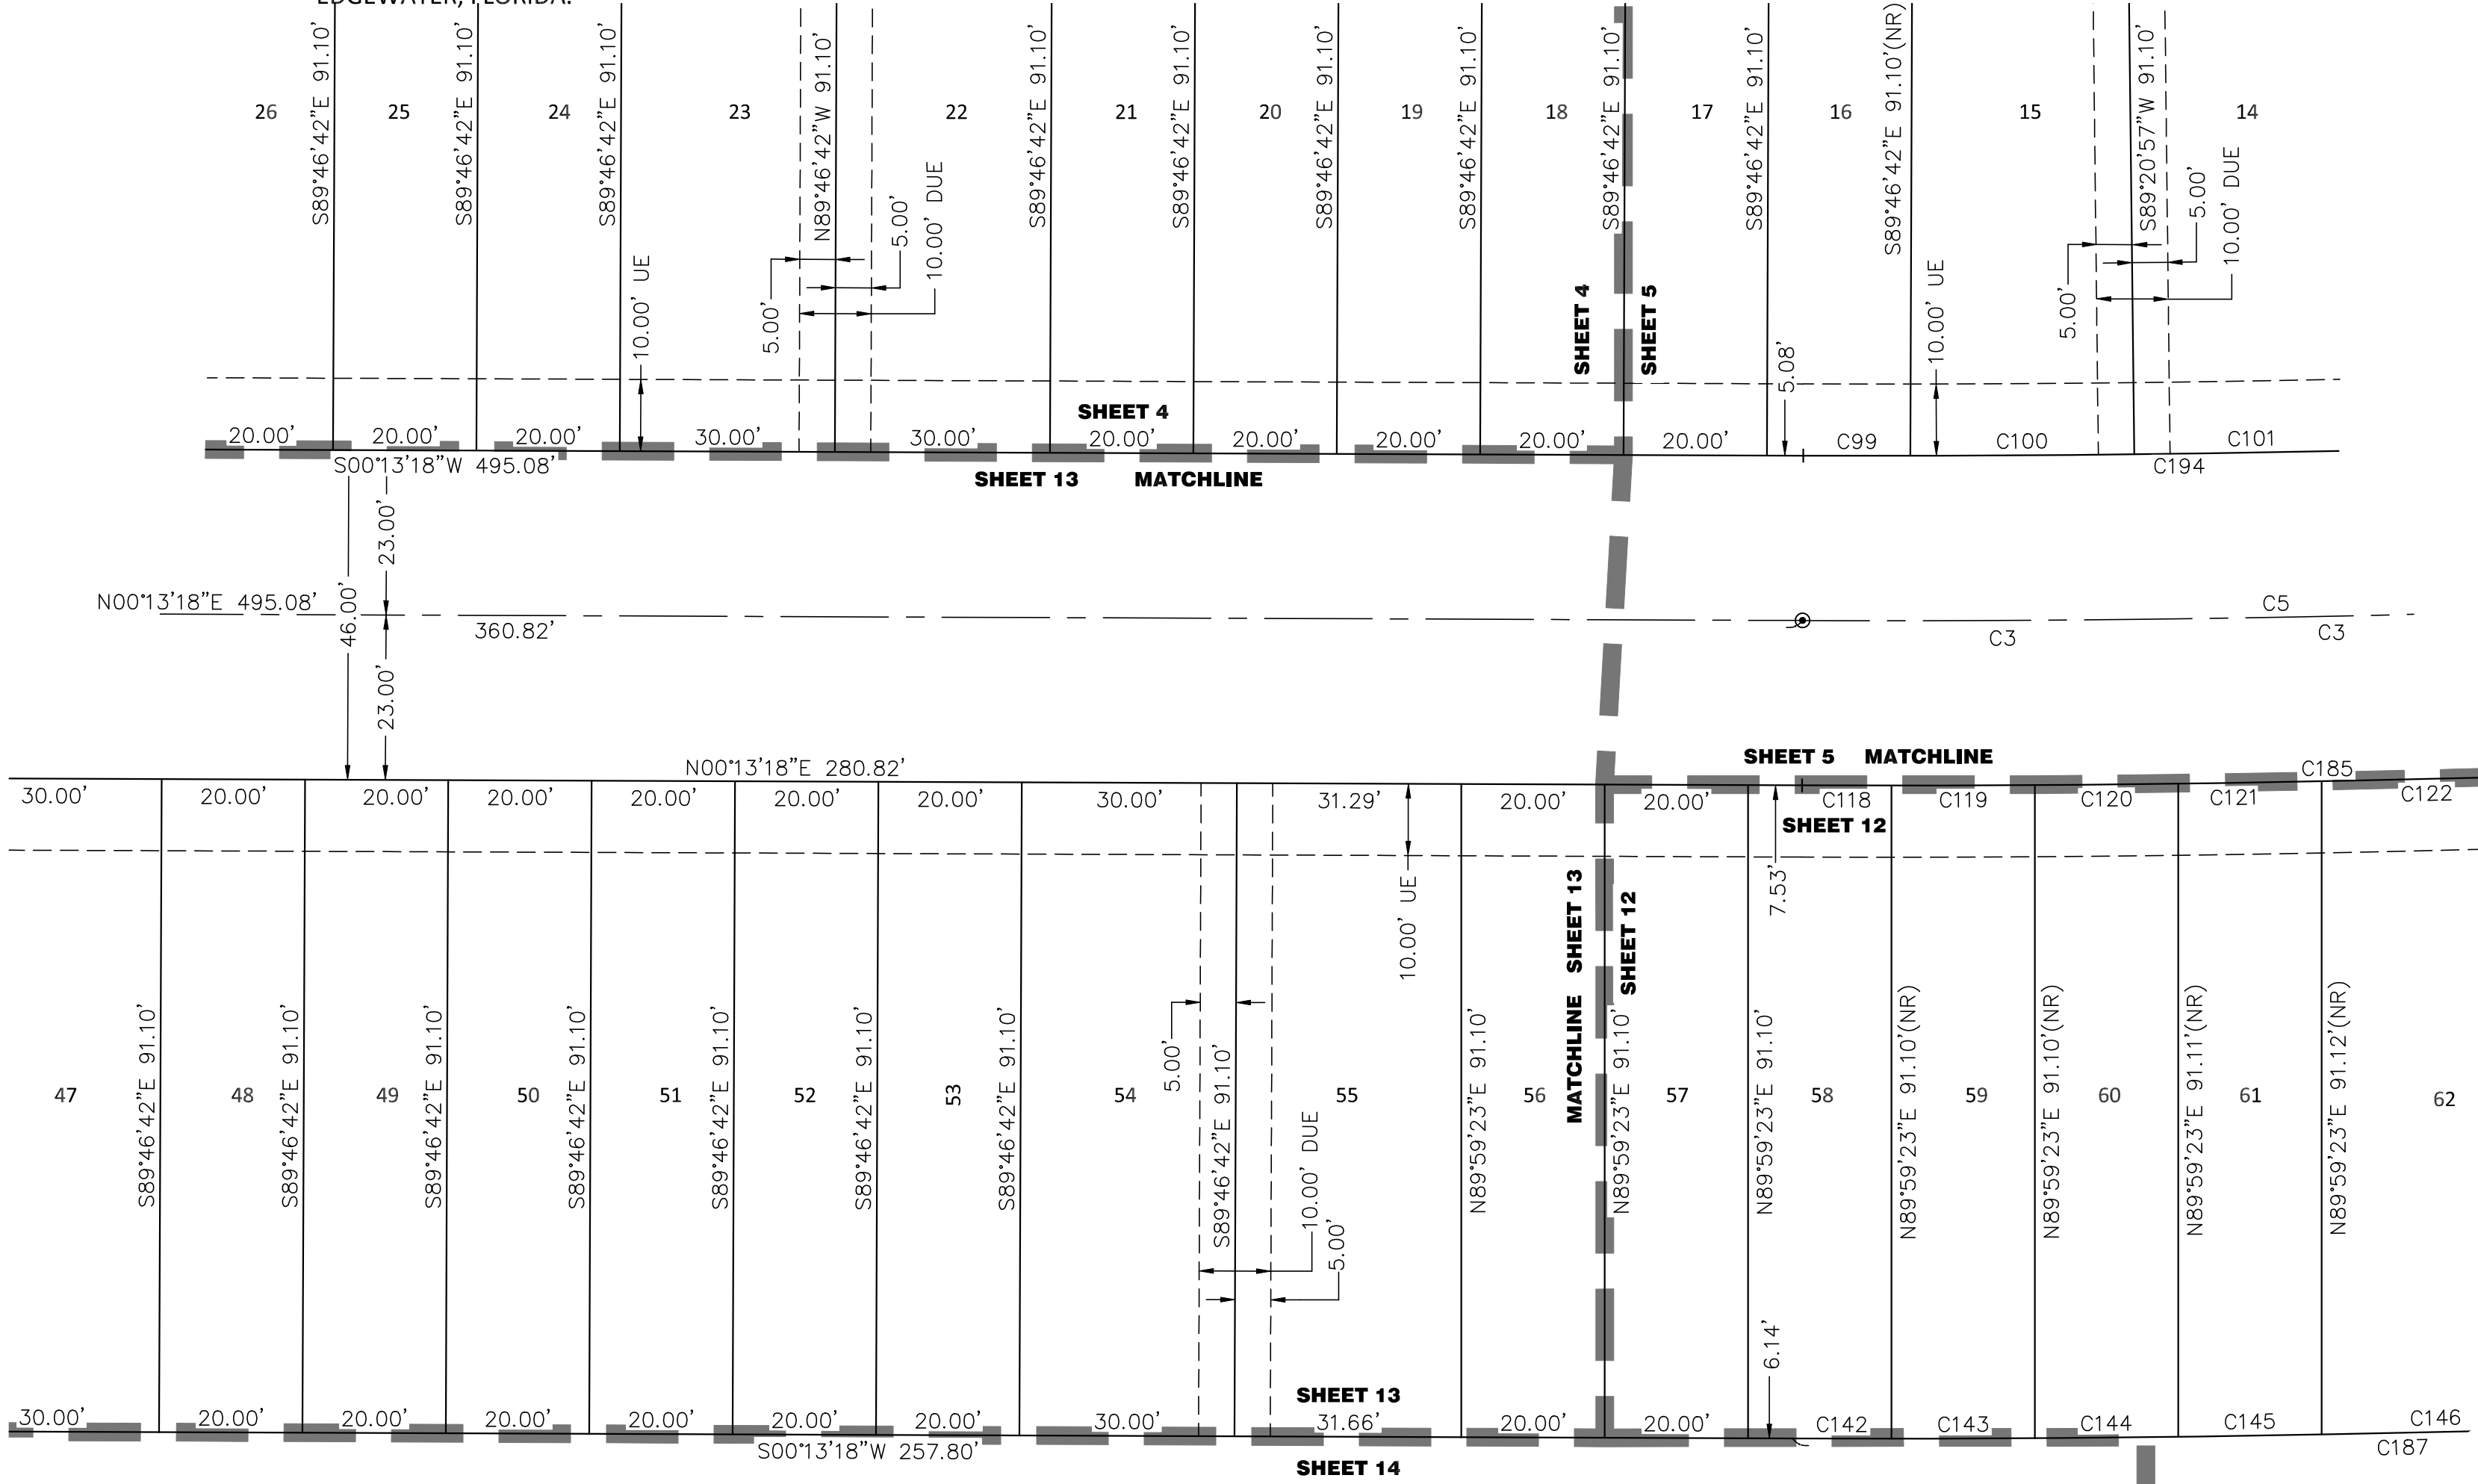 EDGEWATER, FLORIDA.
26
S89°46'42"E 91.10'
25
S89°46'42"E 91.10'
24
S89°46'42"E 91.10'
23
N89°46'42"W 91.10'
22
S89°46'42"E 91.10'
21
S89°46'42"E 91.10'
20
S89°46'42"E 91.10'
19
S89°46'42"E 91.10'
18
S89°46'42"E 91.10'
17
S89°46'42"E 91.10'
16
S89°46'42"E 91.10'(NR)
15
S89°20'57"W 91.10'
14
10.00' UE
5.00'
5.00'
10.00' DUE
SHEET 4
SHEET 5
5.08'
10.00' UE
5.00'
5.00'
10.00' DUE
SHEET 4
20.00'
20.00'
20.00'
30.00'
30.00'
20.00'
20.00'
20.00'
20.00'
20.00'
C99
C100
C101
S00°13'18"W 495.08'
SHEET 13 MATCHLINE
C194
23.00'
46.00'
N00°13'18"E 495.08'
360.82'
C5
C3
C3
23.00'
N00°13'18"E 280.82'
SHEET 5 MATCHLINE
C185
30.00'
20.00'
20.00'
20.00'
20.00'
20.00'
20.00'
30.00'
31.29'
20.00'
20.00'
C118
C119
C120
C121
C122
SHEET 12
10.00' UE
7.53'
MATCHLINE SHEET 13
SHEET 12
47
S89°46'42"E 91.10'
48
S89°46'42"E 91.10'
49
S89°46'42"E 91.10'
50
S89°46'42"E 91.10'
51
S89°46'42"E 91.10'
52
S89°46'42"E 91.10'
53
S89°46'42"E 91.10'
54
5.00'
S89°46'42"E 91.10'
10.00' DUE
5.00'
55
N89°59'23"E 91.10'
56
N89°59'23"E 91.10'
57
N89°59'23"E 91.10'
58
N89°59'23"E 91.10'(NR)
59
N89°59'23"E 91.10'(NR)
60
N89°59'23"E 91.11'(NR)
61
N89°59'23"E 91.12'(NR)
62
6.14'
SHEET 13
30.00'
20.00'
20.00'
20.00'
20.00'
20.00'
20.00'
30.00'
31.66'
20.00'
20.00'
C142
C143
C144
C145
C146
S00°13'18"W 257.80'
SHEET 14
C187